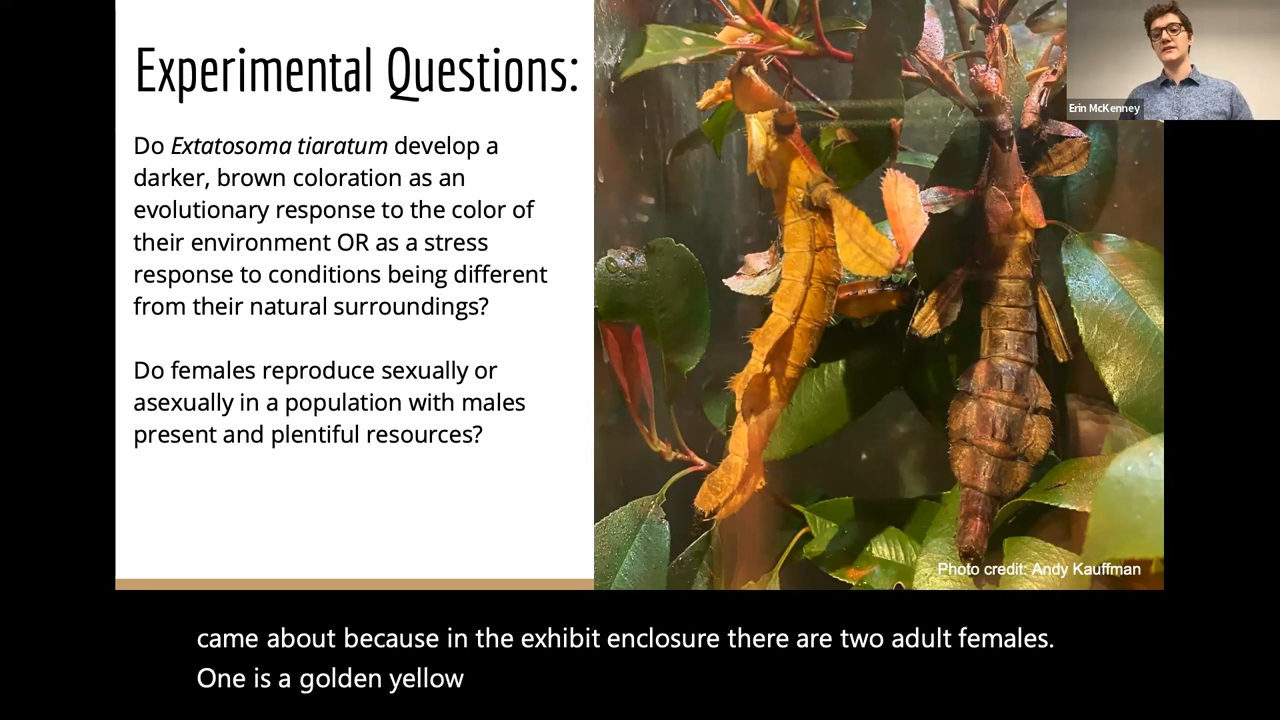 Experimental Questions:
Do Extatosoma tiaratum develop a
darker, brown coloration as an
evolutionary response to the color of
their environment OR as a stress
response to conditions being different
from their natural surroundings?
Do females reproduce sexually or
asexually in a population with males
present and plentiful resources?
Erin McKenney
Photo credit: Andy Kauffman
came about because in the exhibit enclosure there are two adult females.
One is a golden yellow